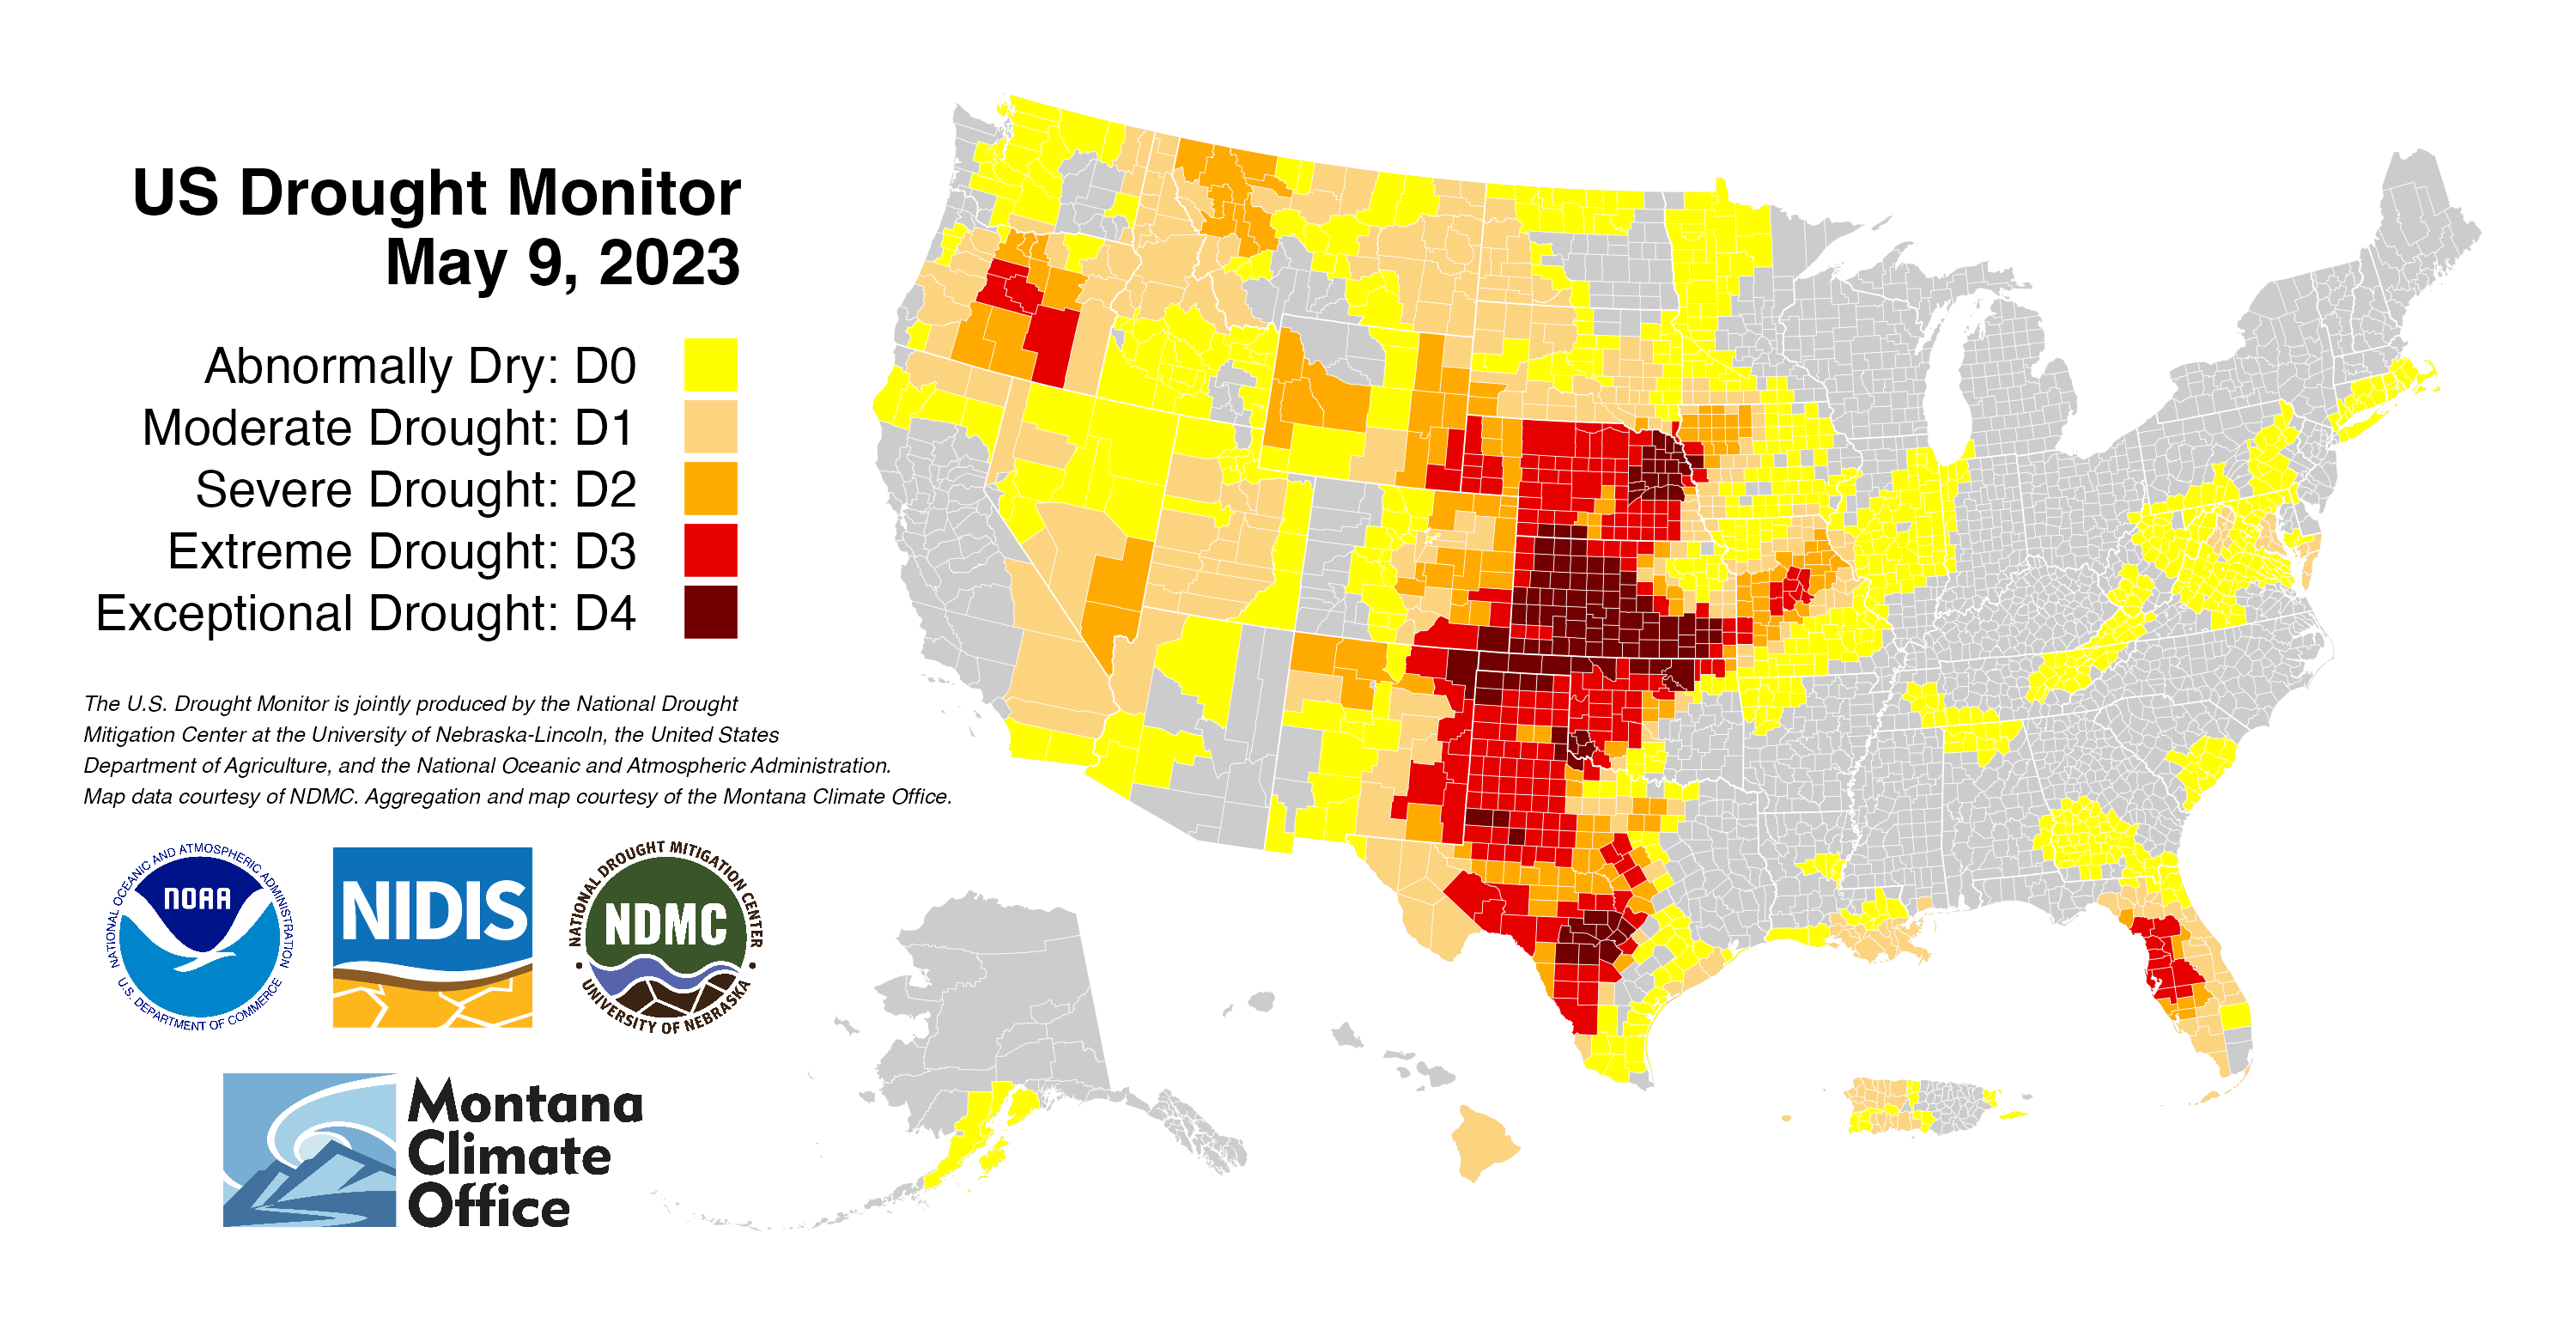 US Drought Monitor
May 9, 2023
Abnormally Dry: D0
Moderate Drought: D1
Severe Drought: D2
Extreme Drought: D3
Exceptional Drought: D4
The U.S. Drought Monitor is jointly produced by the National Drought
Mitigation Center at the University of Nebraska-Lincoln, the United States
Department of Agriculture, and the National Oceanic and Atmospheric Administration.
Map data courtesy of NDMC. Aggregation and map courtesy of the Montana Climate Office.
NATIONAL OCEANIC AND ATMOSPHERIC ADMINISTRATION
NOAA
U.S. DEPARTMENT OF COMMERCE
NIDIS
NATIONAL DROUGHT MITIGATION CENTER
NDMC
UNIVERSITY OF NEBRASKA
Montana
Climate
Office